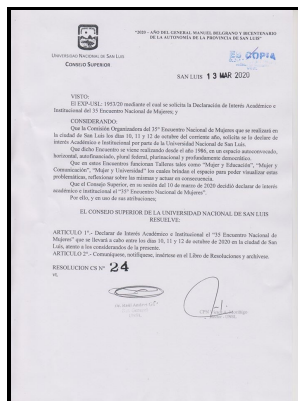 "2020 - AÑO DEL GENERAL MANUEL BELGRANO Y BICENTENARIO
DE LA AUTONOMÍA DE LA PROVINCIA DE SAN LUIS"
UNIVERSIDAD NACIONAL DE SAN LUIS
CONSEJO SUPERIOR
ES COPIA
SAN LUIS 13 MAR 2020
VISTO:
El EXP-USL: 1953/20 mediante el cual se solicita la Declaración de Interés Académico e
Institucional del 35 Encuentro Nacional de Mujeres; y
CONSIDERANDO:
Que la Comisión Organizadora del 35° Encuentro Nacional de Mujeres que se realizará en
la ciudad de San Luis los días 10, 11 y 12 de octubre del corriente año, solicita se lo declare de
interés Académico e Institucional por parte de la Universidad Nacional de San Luis.
Que dicho Encuentro se viene realizando desde el año 1986, en un espacio autoconvocado,
horizontal, autofinanciado, plural federal, plurinacional y profundamente democrático.
Que en estos Encuentros funcionan Talleres tales como "Mujer y Educación", "Mujer y
Comunicación", "Mujer y Universidad" los cuales brindan el espacio para poder visualizar estas
problemáticas, reflexionar sobre las mismas y accionar en consecuencia.
Que el Consejo Superior, en su sesión del 10 de marzo de 2020 decidió declarar de interés
académico e institucional el "35° Encuentro Nacional de Mujeres".
Por ello, y en uso de sus atribuciones;
EL CONSEJO SUPERIOR DE LA UNIVERSIDAD NACIONAL DE SAN LUIS
RESUELVE:
ARTICULO 1°.- Declarar de Interés Académico e Institucional el "35 Encuentro Nacional de
Mujeres" que se llevará a cabo entre los días 10, 11 y 12 de octubre de 2020 en la ciudad de San
Luis, atento a los considerandos de la presente.
ARTICULO 2°.- Comuníquese, notifíquese, insértese en el Libro de Resoluciones y archívese.
RESOLUCION CS N° 24